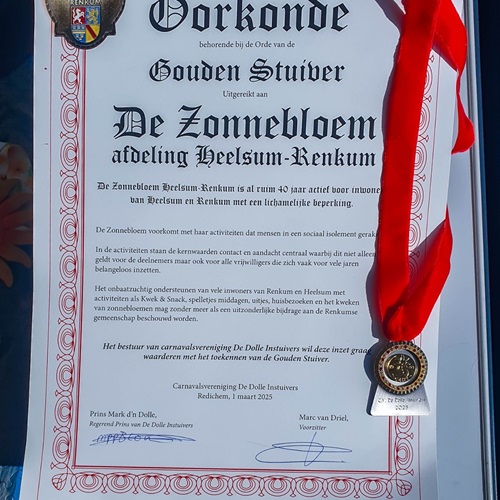 RENKUM
Oorkonde
behorende bij de Orde van de
Gouden Stuiver
Uitgereikt aan
De Zonnebloem
afdeling Heelsum-Renkum
De Zonnebloem Heelsum-Renkum is al ruim 40 jaar actief voor inwone
van Heelsum en Renkum met een lichamelijke beperking.
De Zonnebloem voorkomt met haar activiteiten dat mensen in een sociaal isolement gerak
In de activiteiten staan de kernwaarden contact en aandacht centraal waarbij dit niet alleen
geldt voor de deelnemers maar ook voor alle vrijwilligers die zich vaak voor vele jaren
belangeloos inzetten.
Het onbaatzuchtig ondersteunen van vele inwoners van Renkum en Heelsum met
activiteiten als Kwek & Snack, spelletjes middagen, uitjes, huisbezoeken en het kweken
van zonnebloemen mag zonder meer als een uitzonderlijke bijdrage aan de Renkumse
gemeenschap beschouwd worden.
Het bestuur van carnavalsvereniging De Dolle Instuivers wil deze inzet graag
waarderen met het toekennen van de Gouden Stuiver.
Carnavalsvereniging De Dolle Instuivers
Redichem, 1 maart 2025
Prins Mark d'n Dolle,
Regerend Prins van De Dolle Instuivers
Marc van Driel,
Voorzitter
2025